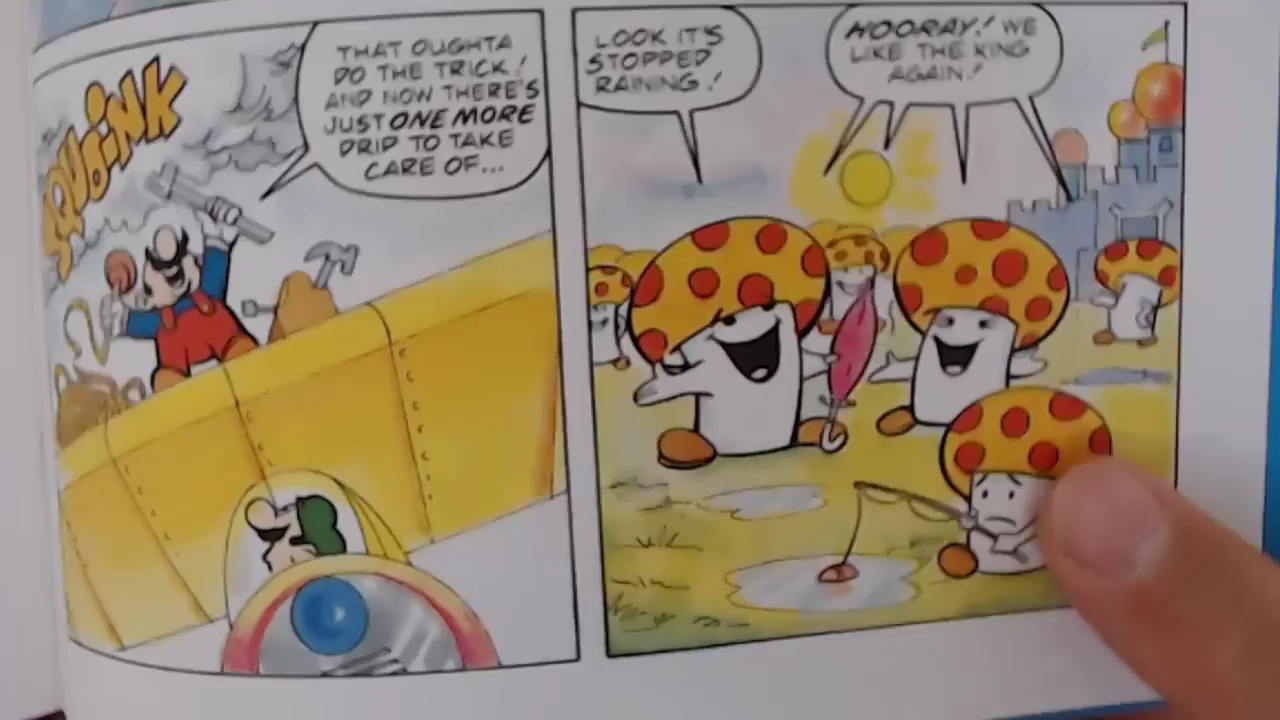 SQUOINK
THAT OUGHTA
DO THE TRICK!
AND NOW THERE'S
JUST ONE MORE
DRIP TO TAKE
CARE OF...
LOOK IT'S
STOPPED
RAINING!
HOORAY! WE
LIKE THE KING
AGAIN!